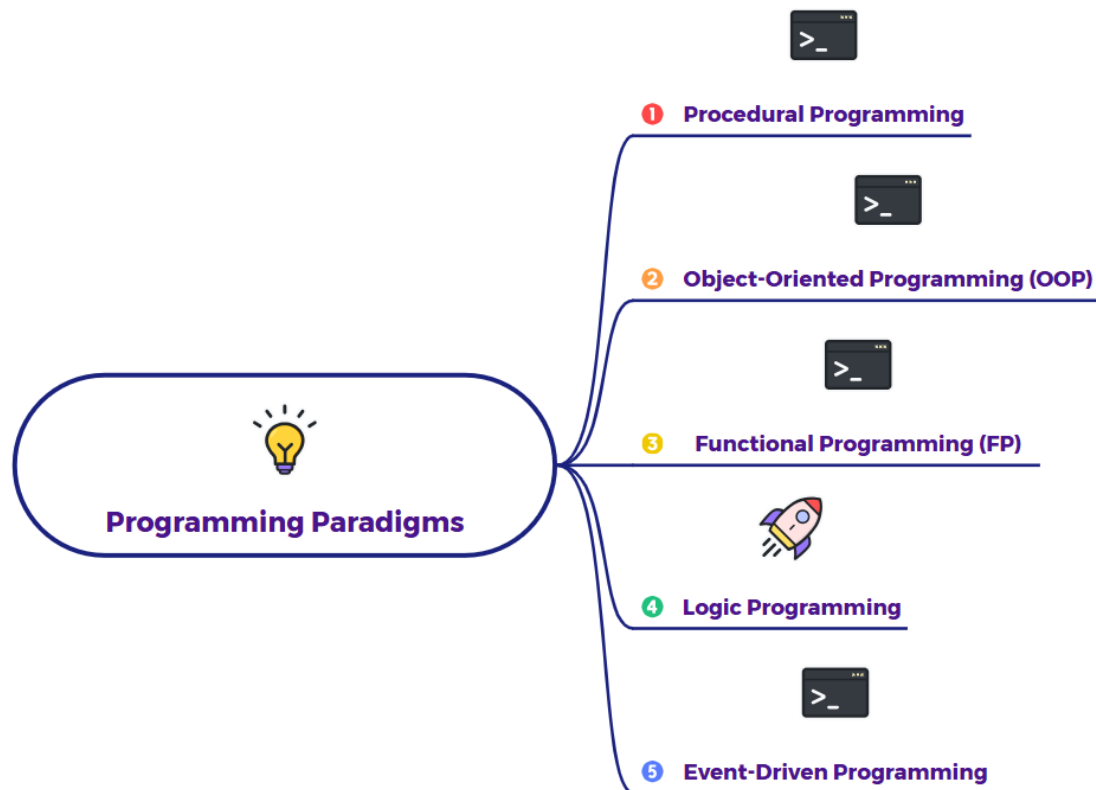 >_
1 Procedural Programming
>_
2 Object-Oriented Programming (OOP)
>_
3 Functional Programming (FP)
Programming Paradigms
4 Logic Programming
>_
5 Event-Driven Programming